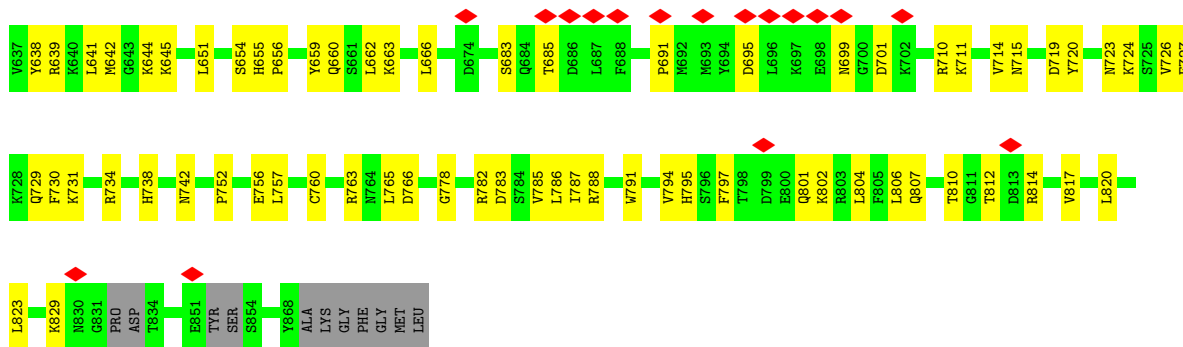 V637 Y638 R639 K640 L641 M642 G643 K644 K645 L651 S654 H655 P656 Y659 Q660 S661 L662 K663 L666 D674 S683 Q684 T685 D686 L687 F688 P691 M692 M693 Y694 D695 L696 K697 E698 N699 G700 D701 K702 R710 K711 V714 N715 D719 Y720 N723 K724 S725 V726
K728 Q729 F730 K731 R734 H738 N742 P752 E756 L757 C760 R763 N764 L765 D766 G778 R782 D783 S784 V785 L786 I787 R788 W791 V794 H795 S796 F797 T798 D799 E800 Q801 K802 R803 L804 F805 L806 Q807 T810 G811 T812 D813 R814 V817 L820
L823 K829 N830 G831 PRO ASP T834 E851 TYR SER S854 Y868 ALA LYS GLY PHE GLY MET LEU